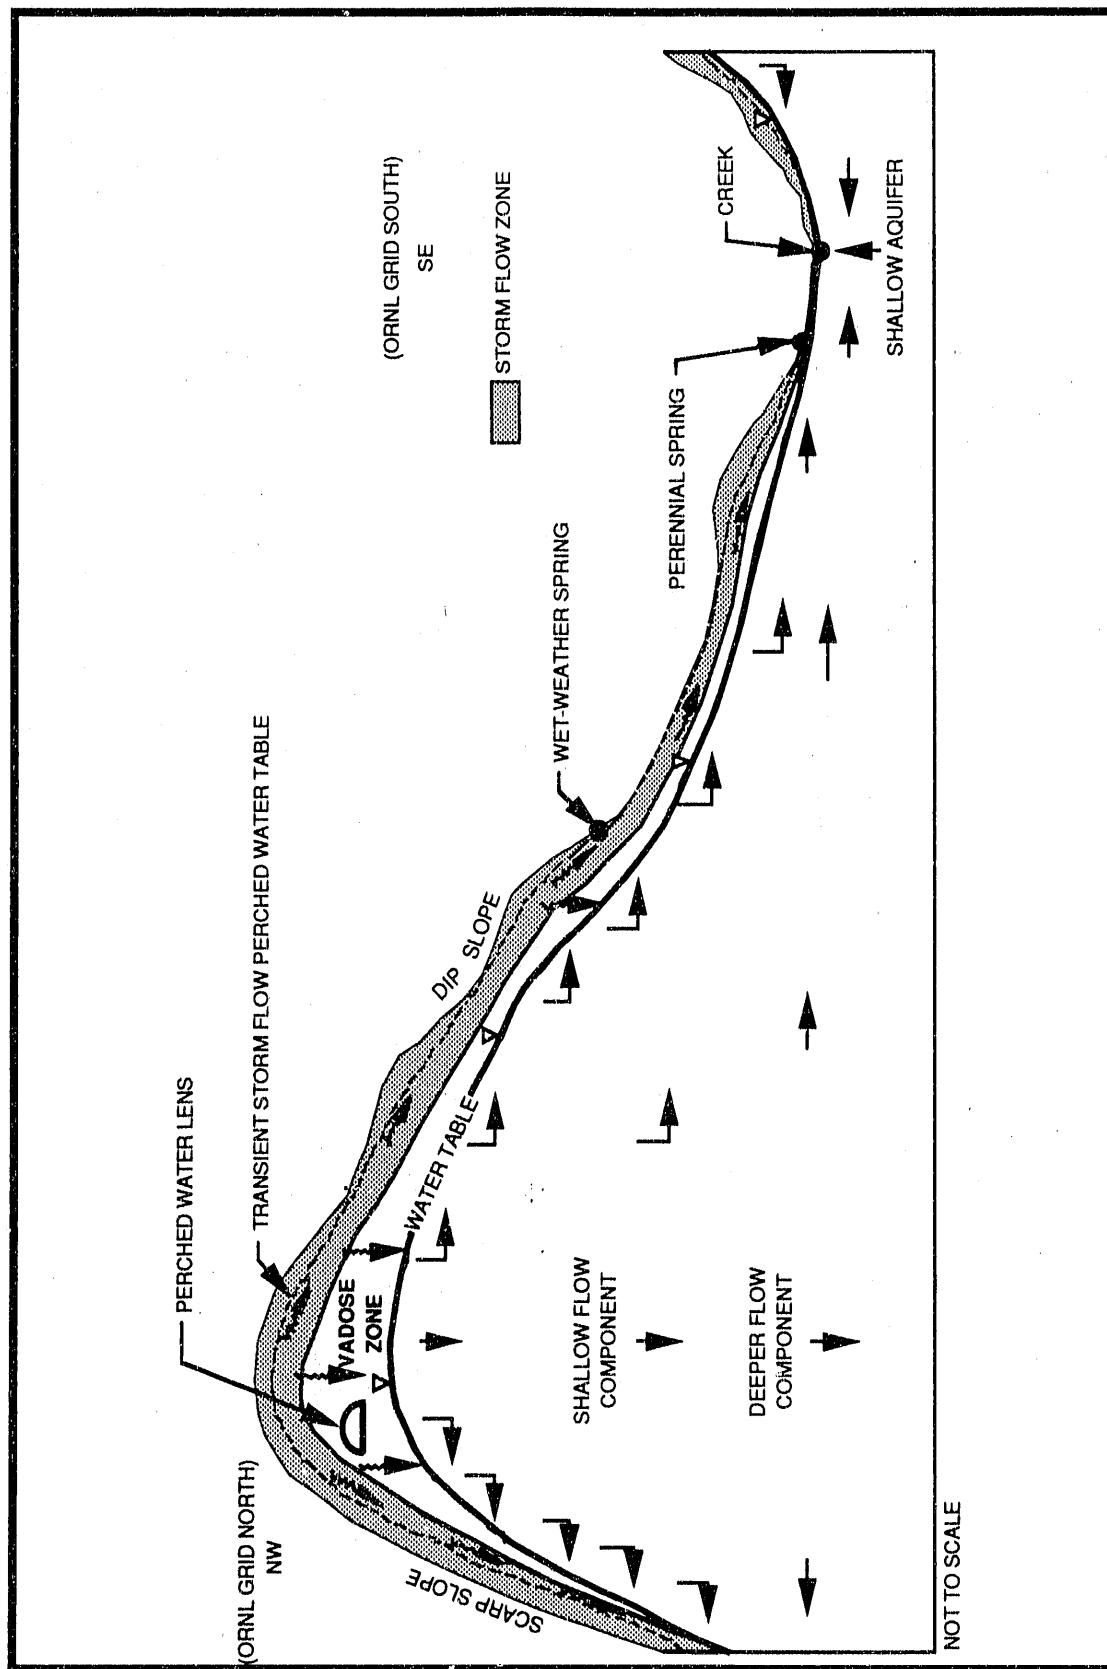 (ORNL GRID NORTH)
NW
(ORNL GRID SOUTH)
SE
PERCHED WATER LENS
TRANSIENT STORM FLOW PERCHED WATER TABLE
STORM FLOW ZONE
SCARP SLOPE
DIP SLOPE
WET-WEATHER SPRING
PERENNIAL SPRING
CREEK
VADOSE
ZONE
WATER TABLE
SHALLOW FLOW
COMPONENT
DEEPER FLOW
COMPONENT
SHALLOW AQUIFER
NOT TO SCALE